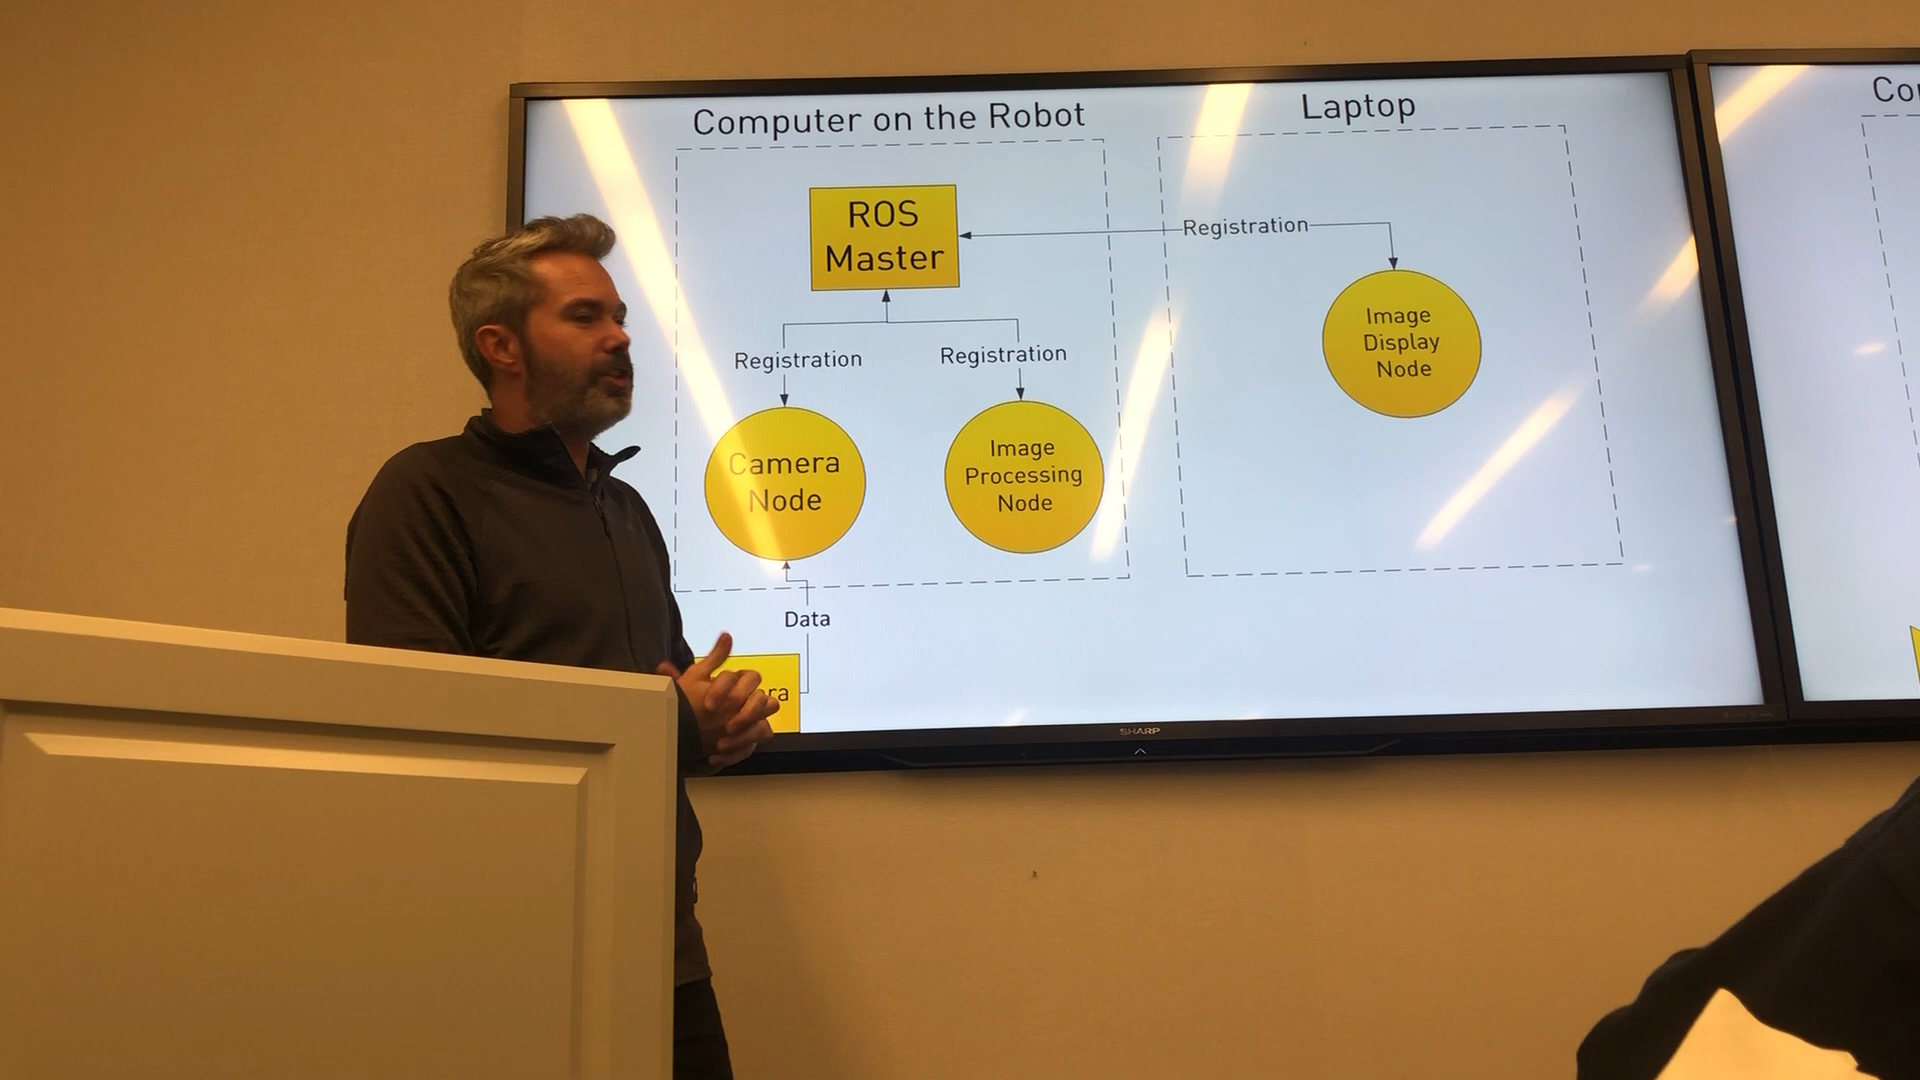 Computer on the Robot
Laptop
ROS
Master
Registration
Registration
Registration
Camera
Node
Image
Processing
Node
Image
Display
Node
Data
SHARP